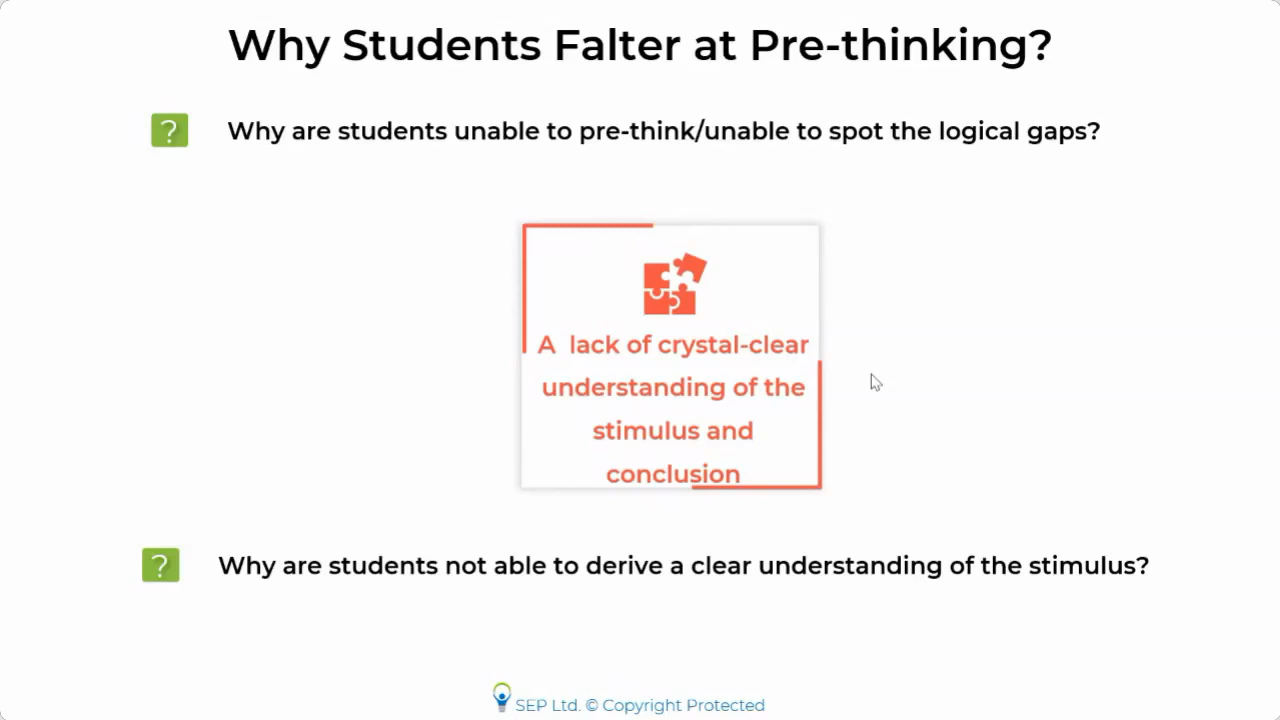 Why Students Falter at Pre-thinking?
?
Why are students unable to pre-think/unable to spot the logical gaps?
A lack of crystal-clear
understanding of the
stimulus and
conclusion
?
Why are students not able to derive a clear understanding of the stimulus?
SEP Ltd. © Copyright Protected